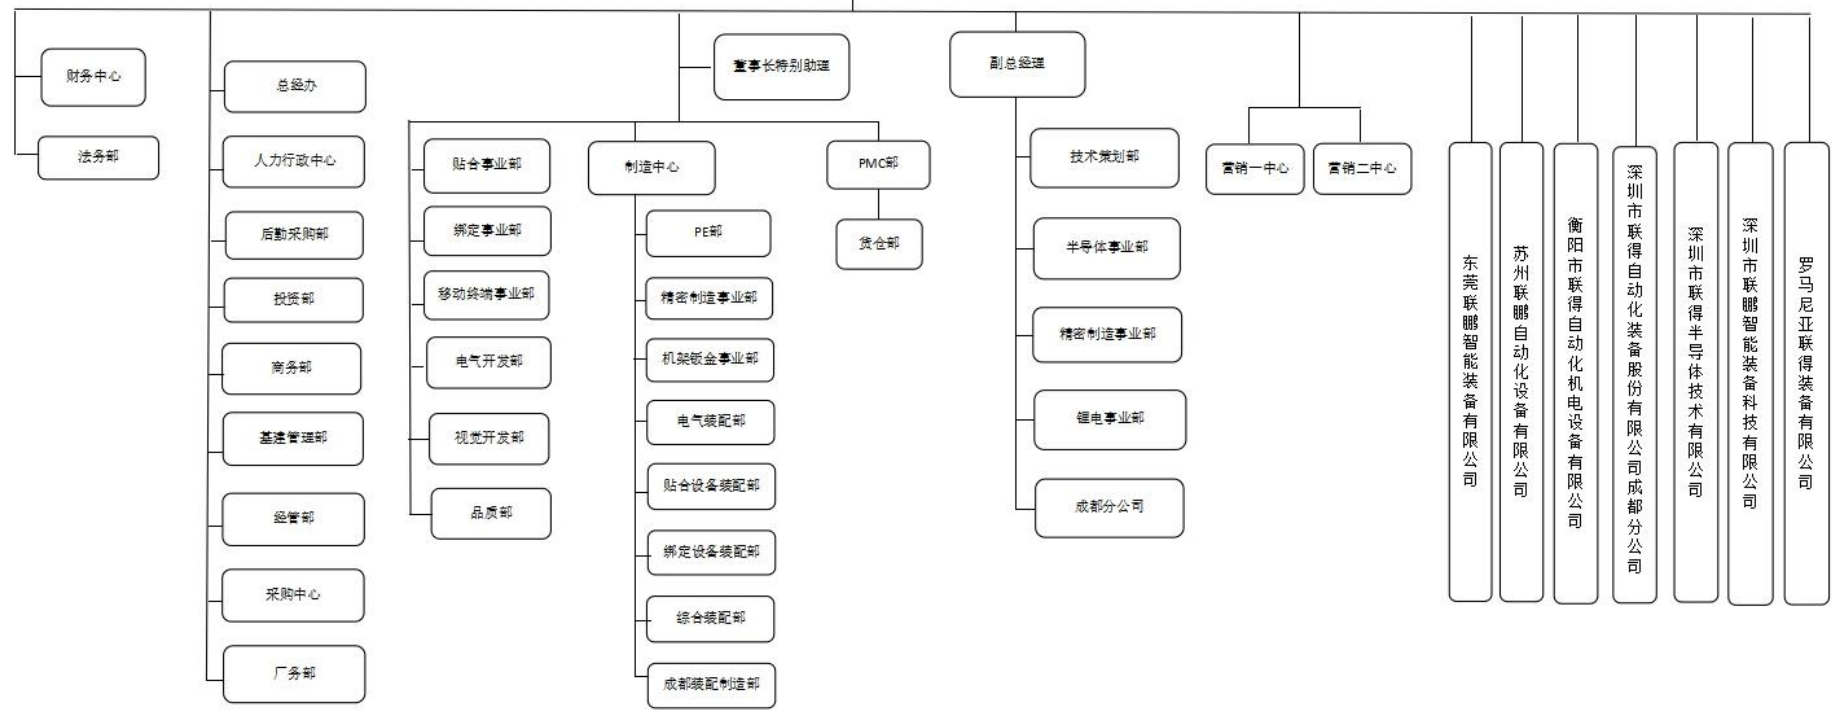 财务中心
法务部
总经办
人力行政中心
后勤采购部
投资部
商务部
基建管理部
经管部
采购中心
厂务部
董事长特别助理
贴合事业部
绑定事业部
移动终端事业部
电气开发部
视觉开发部
品质部
制造中心
PE部
精密制造事业部
机架钣金事业部
电气装配部
贴合设备装配部
绑定设备装配部
综合装配部
成都装配制造部
PMC部
货仓部
副总经理
技术策划部
半导体事业部
精密制造事业部
锂电事业部
成都分公司
营销一中心
营销二中心
东莞联鹏智能装备有限公司
苏州联鹏自动化设备有限公司
衡阳市联得自动化机电设备有限公司
深圳市联得自动化装备股份有限公司成都分公司
深圳市联得半导体技术有限公司
深圳市联鹏智能装备科技有限公司
罗马尼亚联得装备有限公司